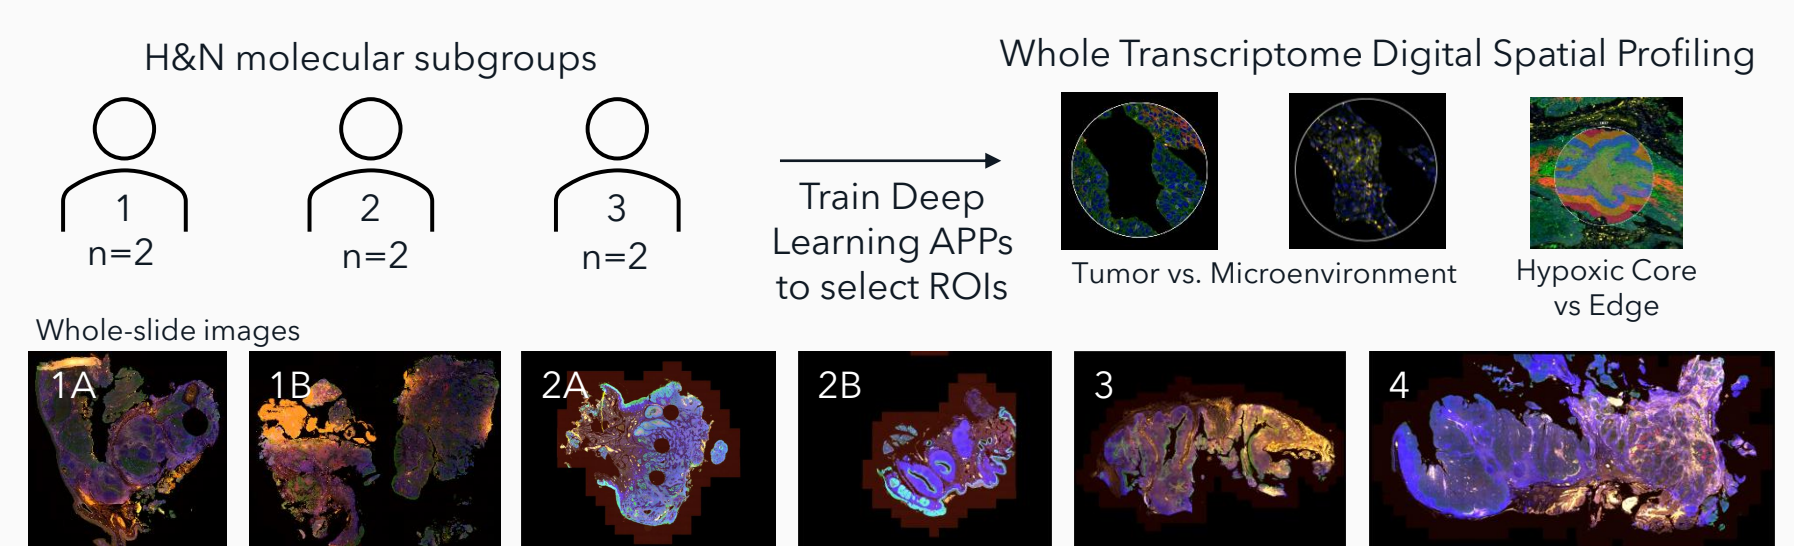 H&N molecular subgroups
1
n=2
2
n=2
3
n=2
Train Deep
Learning APPs
to select ROIs
Whole Transcriptome Digital Spatial Profiling
Tumor vs. Microenvironment
Hypoxic Core
vs Edge
Whole-slide images
1A
1B
2A
2B
3
4